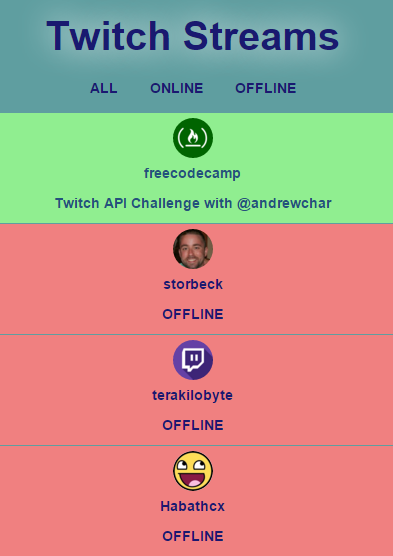 Twitch Streams
ALL ONLINE OFFLINE
freecodecamp
Twitch API Challenge with @andrewchar
storbeck
OFFLINE
terakilobyte
OFFLINE
Habathcx
OFFLINE